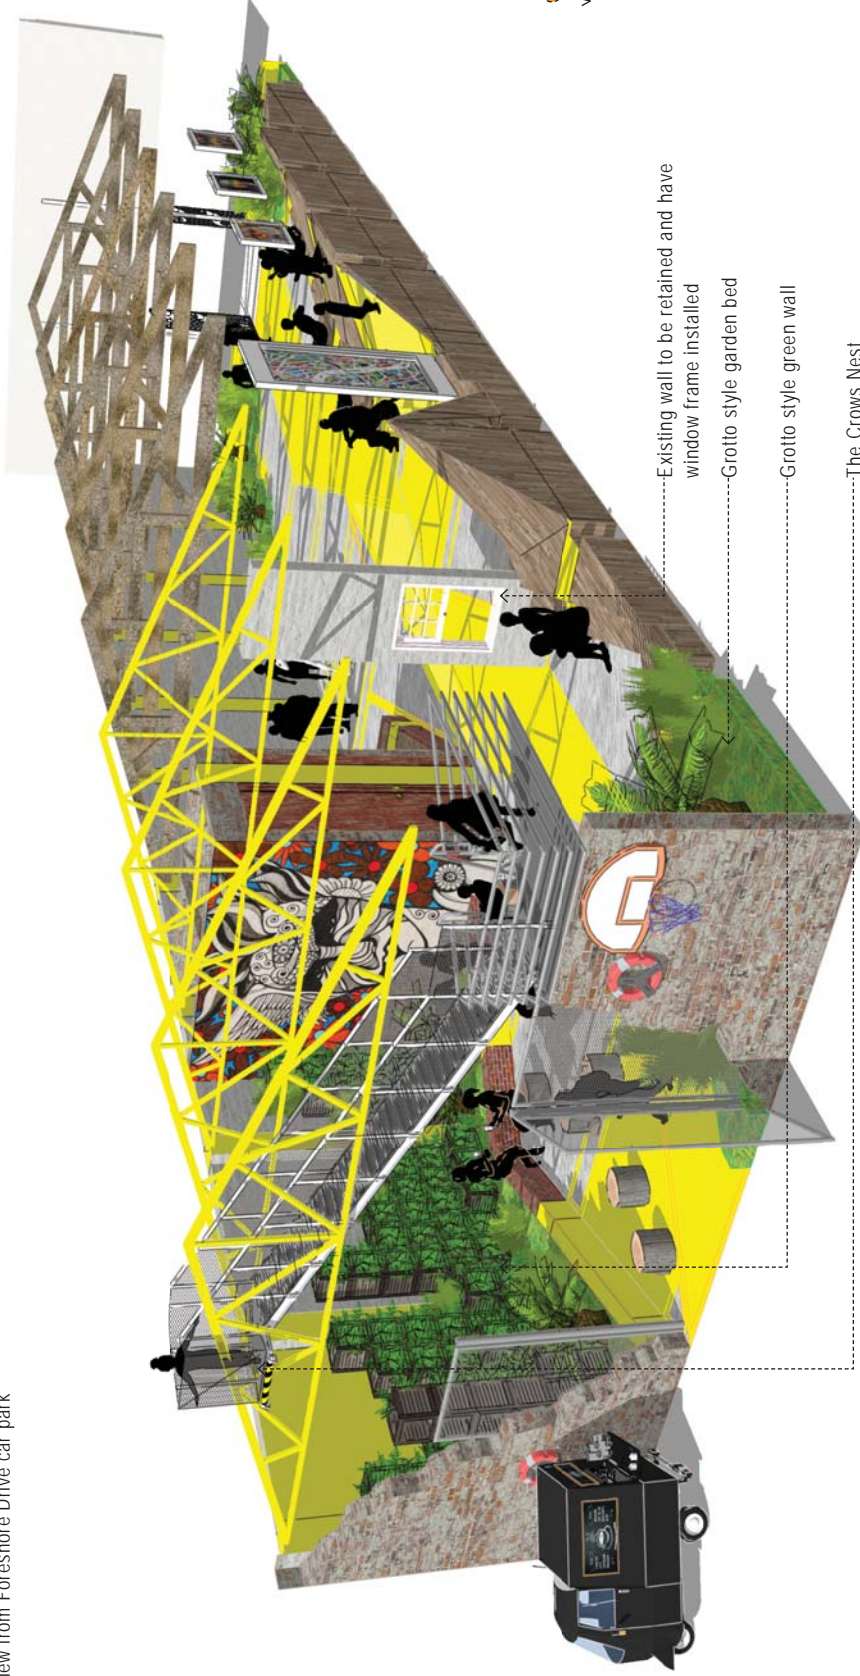 iew from Foreshore Drive car park
Existing wall to be retained and have
window frame installed
Grotto style garden bed
Grotto style green wall
The Crows Nest